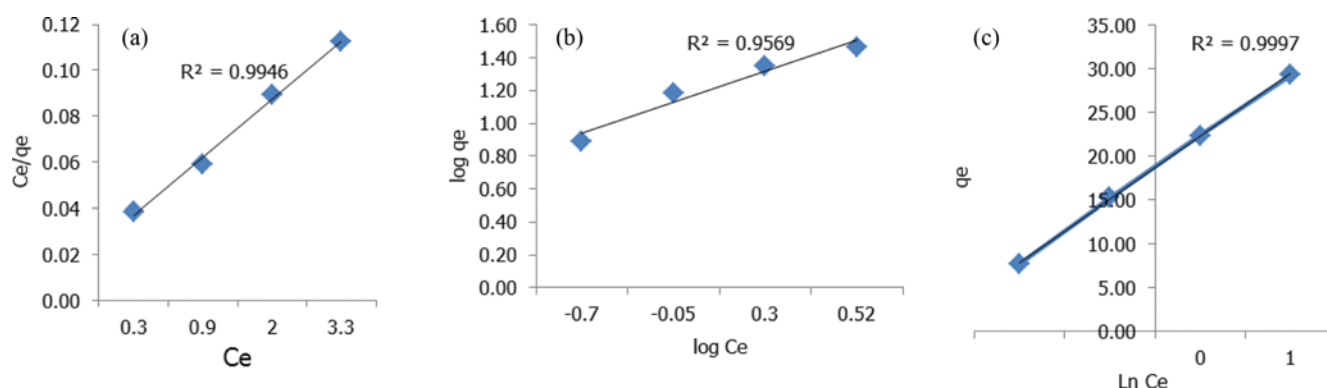 (a)
R² = 0.9946
0.12
0.10
0.08
0.06
0.04
0.02
0.00
Ce/qe
0.3 0.9 2 3.3
Ce
(b)
R² = 0.9569
1.60
1.40
1.20
1.00
0.80
0.60
0.40
0.20
0.00
log qe
-0.7 -0.05 0.3 0.52
log Ce
(c)
R² = 0.9997
35.00
30.00
25.00
20.00
15.00
10.00
5.00
0.00
qe
0 1
Ln Ce